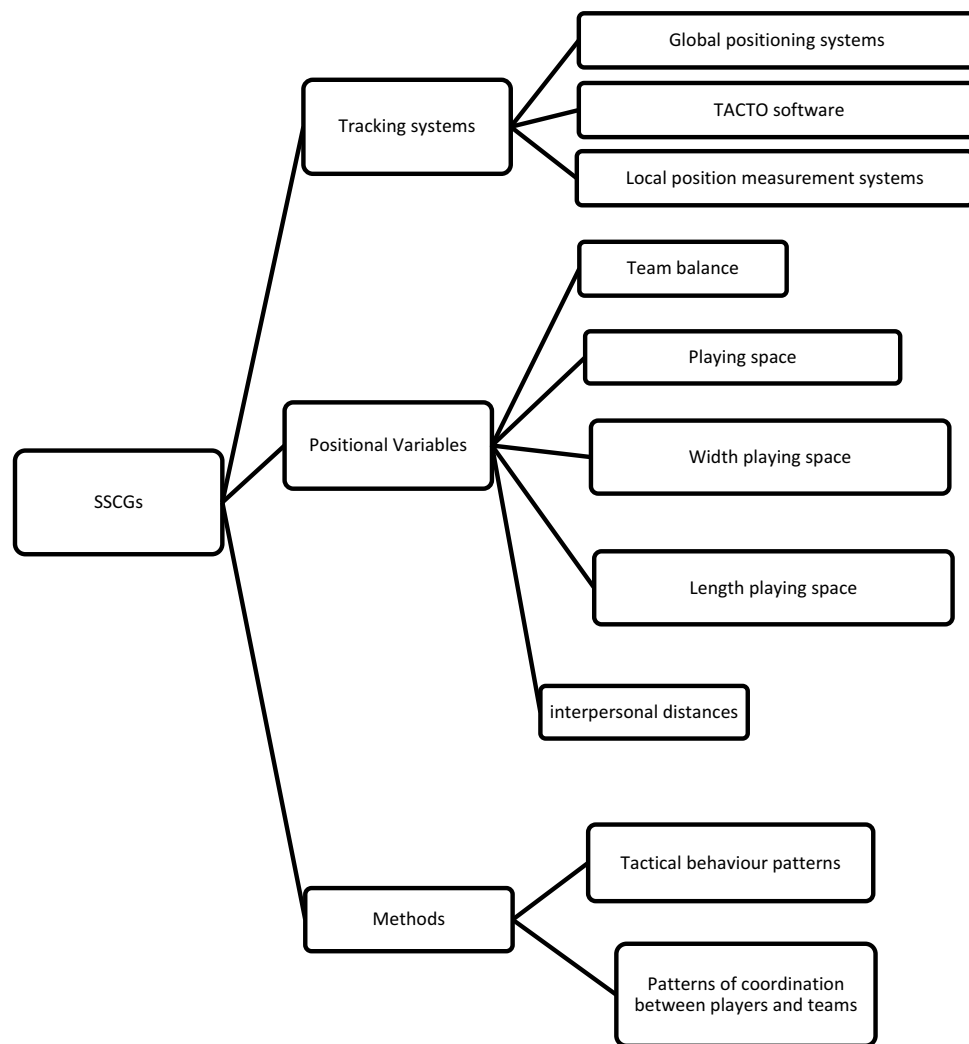 SSCGs
Tracking systems
Global positioning systems
TACTO software
Local position measurement systems
Positional Variables
Team balance
Playing space
Width playing space
Length playing space
interpersonal distances
Methods
Tactical behaviour patterns
Patterns of coordination
between players and teams